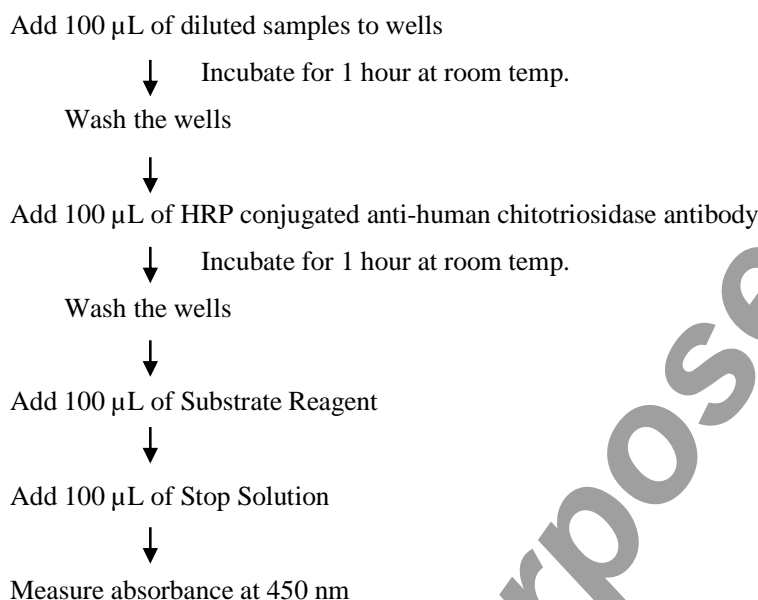 Add 100 µL of diluted samples to wells
Incubate for 1 hour at room temp.
Wash the wells
Add 100 µL of HRP conjugated anti-human chitotriosidase antibody
Incubate for 1 hour at room temp.
Wash the wells
Add 100 µL of Substrate Reagent
Add 100 µL of Stop Solution
Measure absorbance at 450 nm